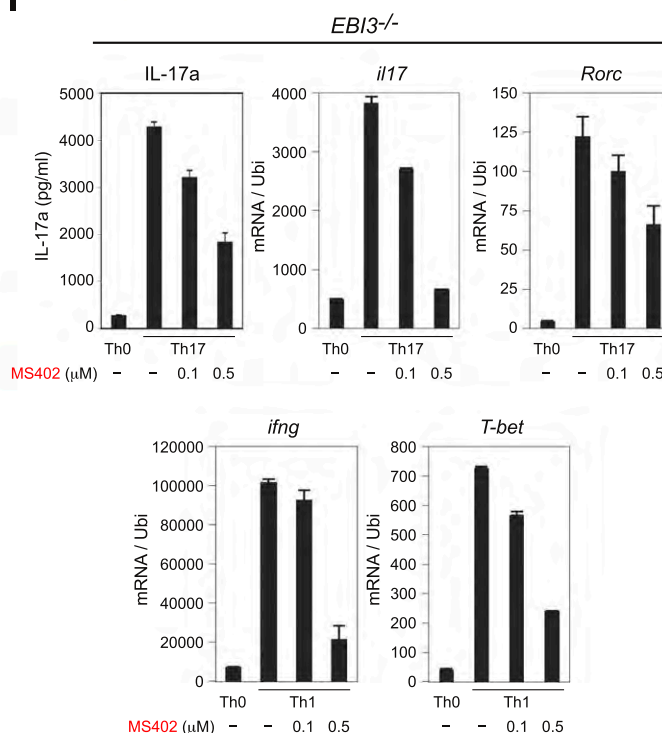 EBI3-/-
IL-17a
il17
Rorc
IL-17a (pg/ml)
5000
4000
3000
2000
1000
0
mRNA / Ubi
4000
3000
2000
1000
0
mRNA / Ubi
150
125
100
75
50
25
0
Th0 Th17
Th0 Th17
Th0 Th17
MS402 (μM) – – 0.1 0.5 – – 0.1 0.5 – – 0.1 0.5
ifng
T-bet
mRNA / Ubi
120000
100000
80000
60000
40000
20000
0
mRNA / Ubi
800
700
600
500
400
300
200
100
0
Th0 Th1
Th0 Th1
MS402 (μM) – – 0.1 0.5 – – 0.1 0.5